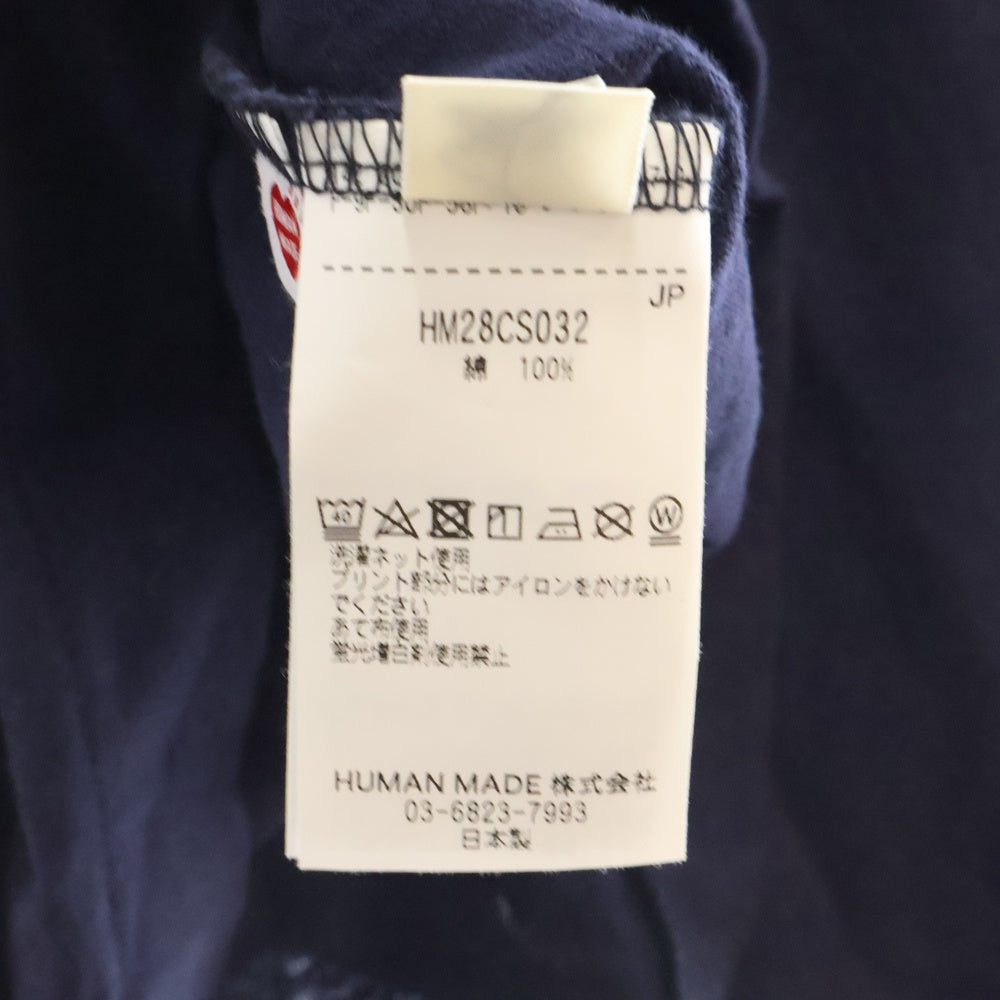 JP
HM28CS032
綿 100%
40
W
洗濯ネット使用
プリント部分にはアイロンをかけない
でください
あて布使用
蛍光増白剤使用禁止
HUMAN MADE 株式会社
03-6823-7993
日本製